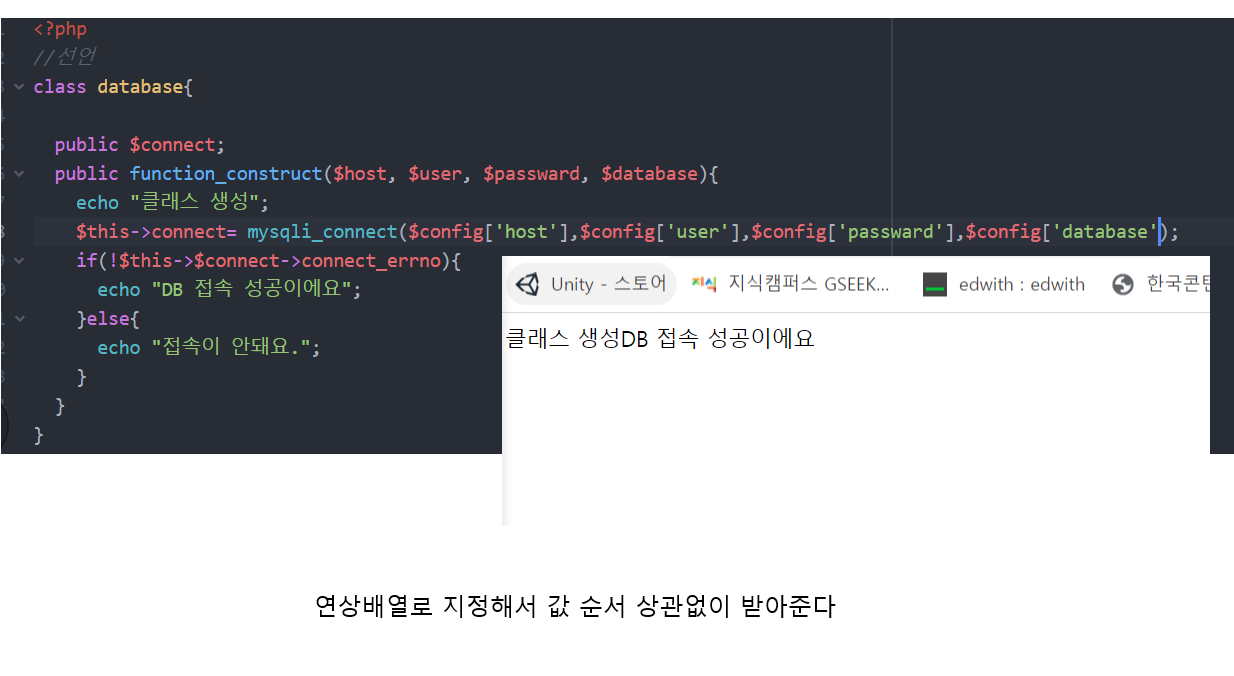 <?php
//선언
class database{
public $connect;
public function_construct($host, $user, $passward, $database){
echo "클래스 생성";
$this->connect= mysqli_connect($config['host'],$config['user'],$config['passward'],$config['database');
if(!$this->$connect->connect_errno){
echo "DB 접속 성공이에요";
}else{
echo "접속이 안돼요.";
}
}
}
Unity - 스토어 지식 지식캠퍼스 GSEEK... edwith : edwith 한국콘텐
클래스 생성DB 접속 성공이에요
연상배열로 지정해서 값 순서 상관없이 받아준다